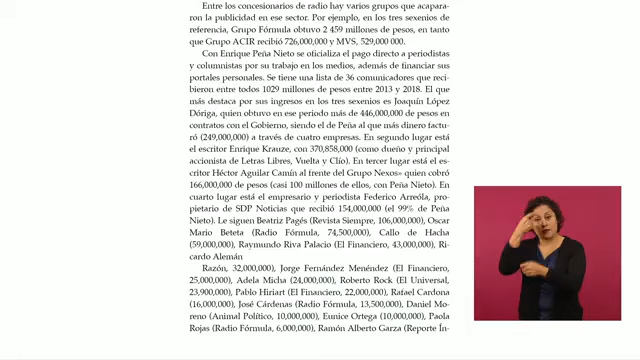 Entre los concesionarios de radio hay varios grupos que acapara-
ron la publicidad en ese sector. Por ejemplo, en los tres sexenios de
referencia, Grupo Fórmula obtuvo 2 459 millones de pesos, en tanto
que Grupo ACIR recibió 726,000,000 y MVS, 529,000 000.
Con Enrique Peña Nieto se oficializa el pago directo a periodistas
y columnistas por su trabajo en los medios, además de financiar sus
portales personales. Se tiene una lista de 36 comunicadores que reci-
bieron entre todos 1029 millones de pesos entre 2013 y 2018. El que
más destaca por sus ingresos en los tres sexenios es Joaquín López
Dóriga, quien obtuvo en ese periodo más de 446,000,000 de pesos en
contratos con el Gobierno, siendo el de Peña al que más dinero factu-
ró (249,000,000) a través de cuatro empresas. En segundo lugar está
el escritor Enrique Krauze, con 370,858,000 (como dueño y principal
accionista de Letras Libres, Vuelta y Clío). En tercer lugar está el es-
critor Héctor Aguilar Camín al frente del Grupo Nexos» quien cobró
166,000,000 de pesos (casi 100 millones de ellos, con Peña Nieto). En
cuarto lugar está el empresario y periodista Federico Arreóla, pro-
pietario de SDP Noticias que recibió 154,000,000 (el 99% de Peña
Nieto). Le siguen Beatriz Pagés (Revista Siempre, 106,000,000), Oscar
Mario Beteta (Radio Fórmula, 74,500,000), Callo de Hacha
(59,000,000), Raymundo Riva Palacio (El Financiero, 43,000,000), Ri-
cardo Alemán
Razón, 32,000,000), Jorge Fernández Menéndez (El Financiero,
25,000,000), Adela Micha (24,000,000), Roberto Rock (El Universal,
23,900,000), Pablo Hiriart (El Financiero, 22,000,000), Rafael Cardona
(16,000,000), José Cárdenas (Radio Fórmula, 13,500,000), Daniel Mo-
reno (Animal Político, 10,000,000), Eunice Ortega (10,000,000), Paola
Rojas (Radio Fórmula, 6,000,000), Ramón Alberto Garza (Reporte Ín-